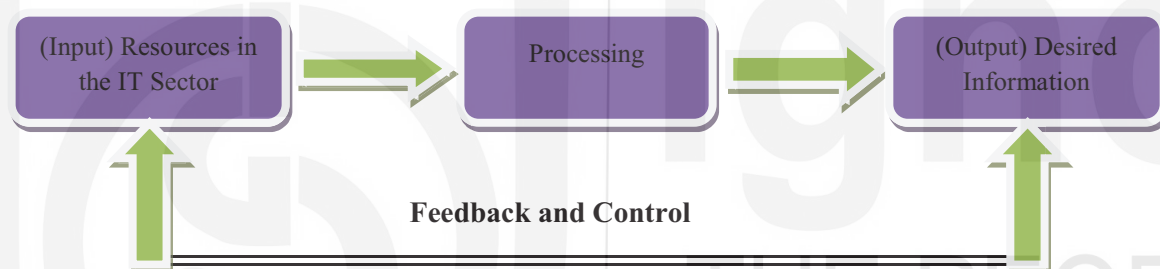 (Input) Resources in
the IT Sector
Processing
(Output) Desired
Information
Feedback and Control